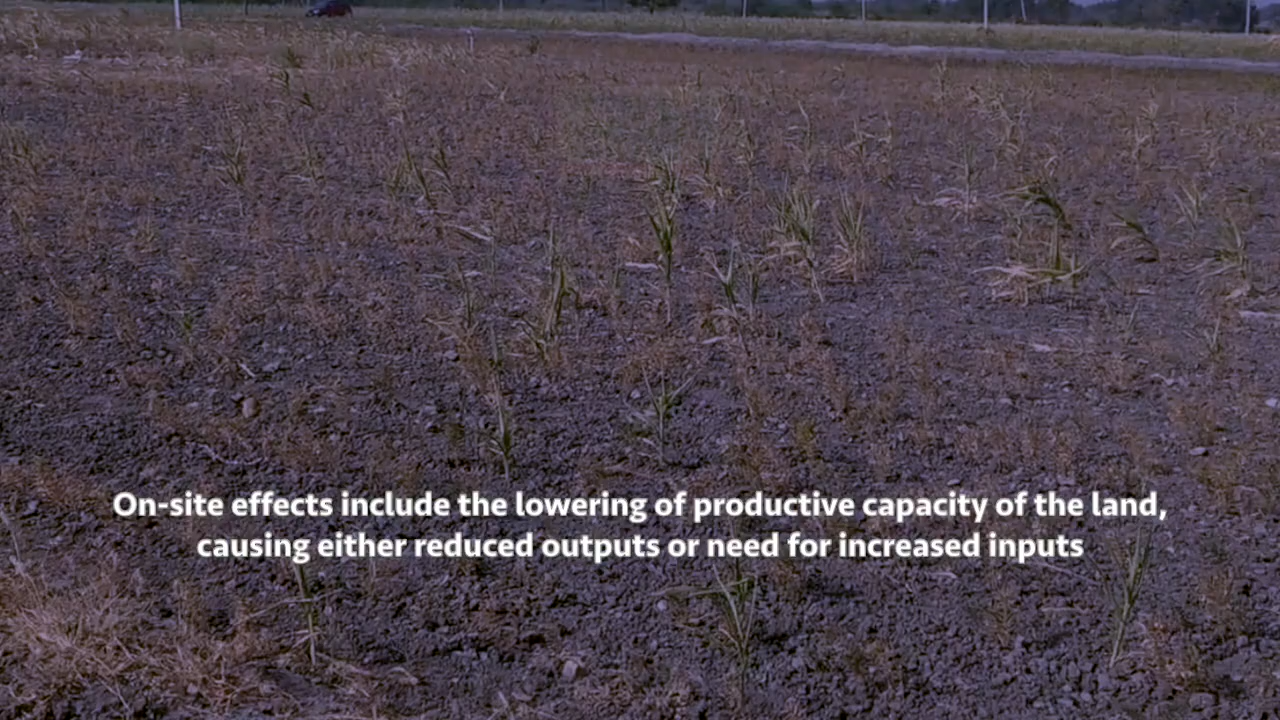 On-site effects include the lowering of productive capacity of the land,
causing either reduced outputs or need for increased inputs